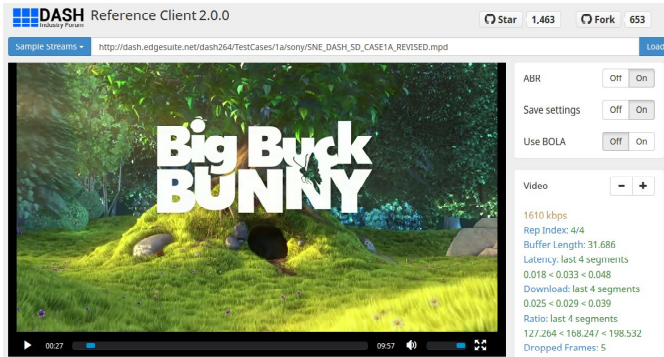 DASH
Industry Forum
Reference Client 2.0.0
Star 1,463
Fork 653
Sample Streams
http://dash.edgesuite.net/dash264/TestCases/1a/sony/SNE_DASH_SD_CASE1A_REVISED.mpd
Load
Big Buck
BUNNY
00:27
09:57
ABR Off On
Save settings Off On
Use BOLA Off On
Video - +
1610 kbps
Rep Index: 4/4
Buffer Length: 31.686
Latency: last 4 segments
0.018 < 0.033 < 0.048
Download: last 4 segments
0.025 < 0.029 < 0.039
Ratio: last 4 segments
127.264 < 168.247 < 198.532
Dropped Frames: 5